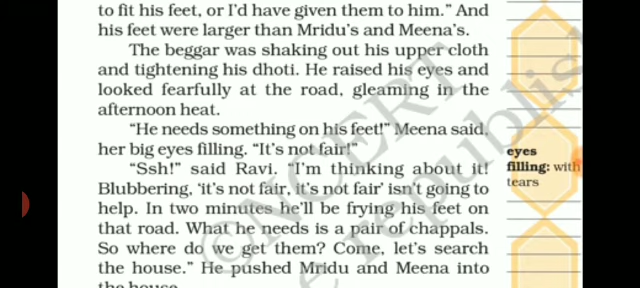 to fit his feet, or I'd have given them to him." And
his feet were larger than Mridu's and Meena's.
The beggar was shaking out his upper cloth
and tightening his dhoti. He raised his eyes and
looked fearfully at the road, gleaming in the
afternoon heat.
"He needs something on his feet!" Meena said,
her big eyes filling. "It's not fair!"
"Ssh!" said Ravi. "I'm thinking about it!
Blubbering, 'it's not fair, it's not fair' isn't going to
help. In two minutes he'll be frying his feet on
that road. What he needs is a pair of chappals.
So where do we get them? Come, let's search
the house." He pushed Mridu and Meena into
the house.
eyes
filling: with
tears
©NCERT
e republis